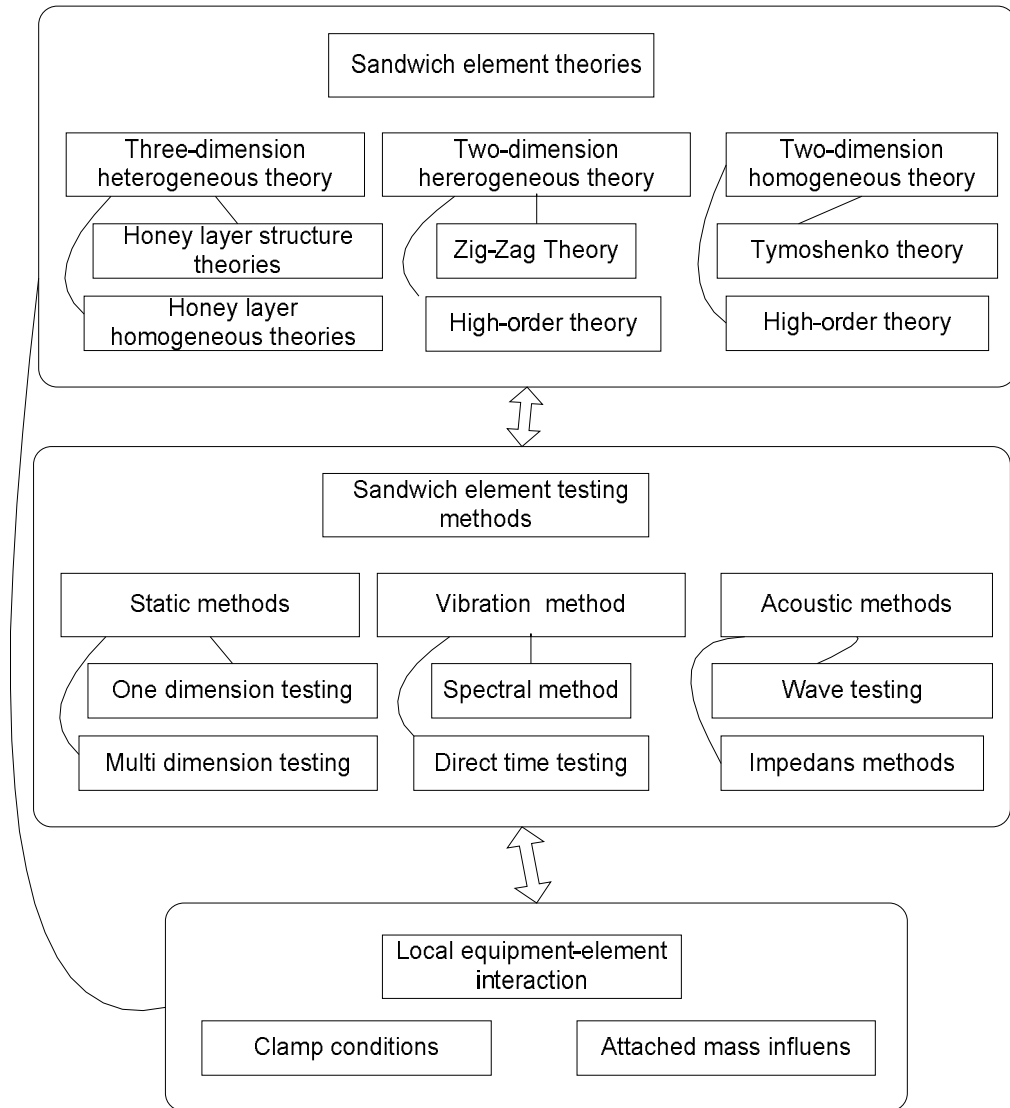 Sandwich element theories
Three-dimension
heterogeneous theory
Two-dimension
hererogeneous theory
Two-dimension
homogeneous theory
Honey layer structure
theories
Zig-Zag Theory
Tymoshenko theory
Honey layer
homogeneous theories
High-order theory
High-order theory
Sandwich element testing
methods
Static methods
Vibration method
Acoustic methods
One dimension testing
Spectral method
Wave testing
Multi dimension testing
Direct time testing
Impedans methods
Local equipment-element
interaction
Clamp conditions
Attached mass influens